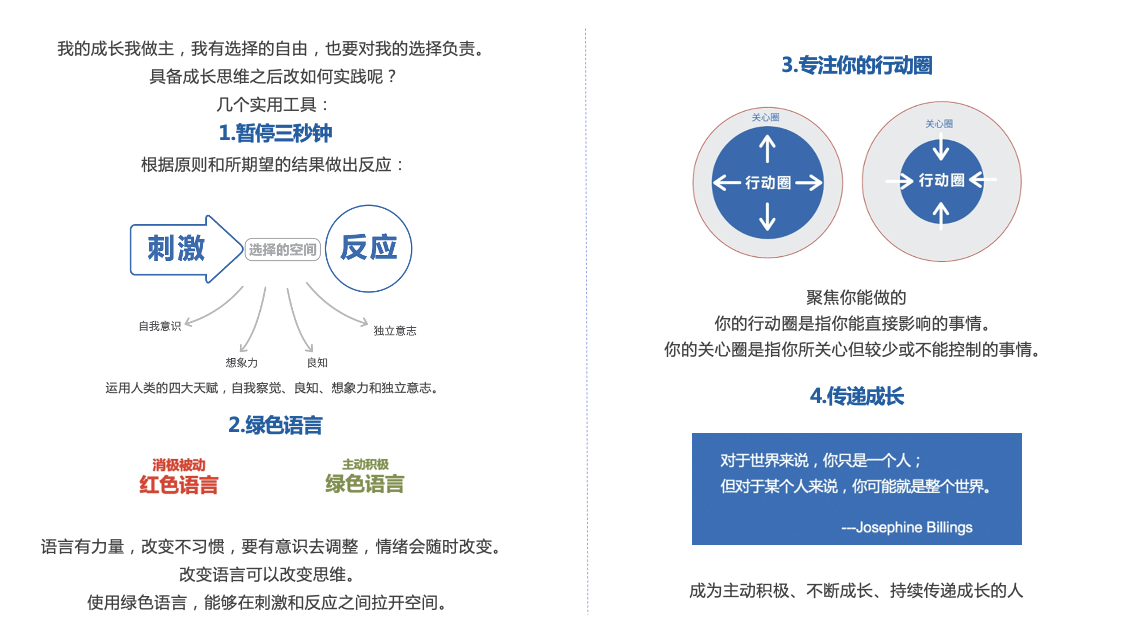 我的成长我做主，我有选择的自由，也要对我的选择负责。
具备成长思维之后改如何实践呢？
几个实用工具：
1.暂停三秒钟
根据原则和所期望的结果做出反应：
刺激
选择的空间
反应
自我意识
想象力
良知
独立意志
运用人类的四大天赋，自我察觉、良知、想象力和独立意志。
2.绿色语言
消极被动
红色语言
主动积极
绿色语言
语言有力量，改变不习惯，要有意识去调整，情绪会随时改变。
改变语言可以改变思维。
使用绿色语言，能够在刺激和反应之间拉开空间。
3.专注你的行动圈
关心圈
行动圈
关心圈
行动圈
聚焦你能做的
你的行动圈是指你能直接影响的事情。
你的关心圈是指你所关心但较少或不能控制的事情。
4.传递成长
对于世界来说，你只是一个人；
但对于某个人来说，你可能就是整个世界。
---Josephine Billings
成为主动积极、不断成长、持续传递成长的人